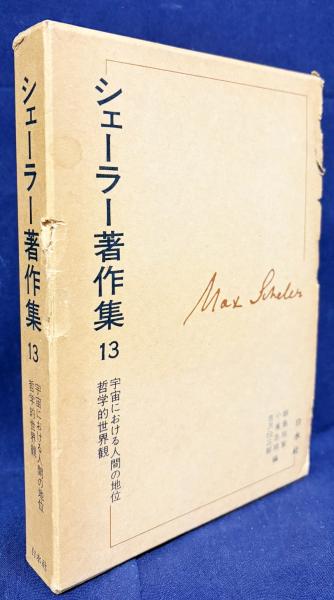 シェーラー著作集
13
宇宙における人間の地位
哲学的世界観
白水社
シェーラー著作集 13
宇宙における人間の地位
哲学的世界観
Max Scheler
白水社